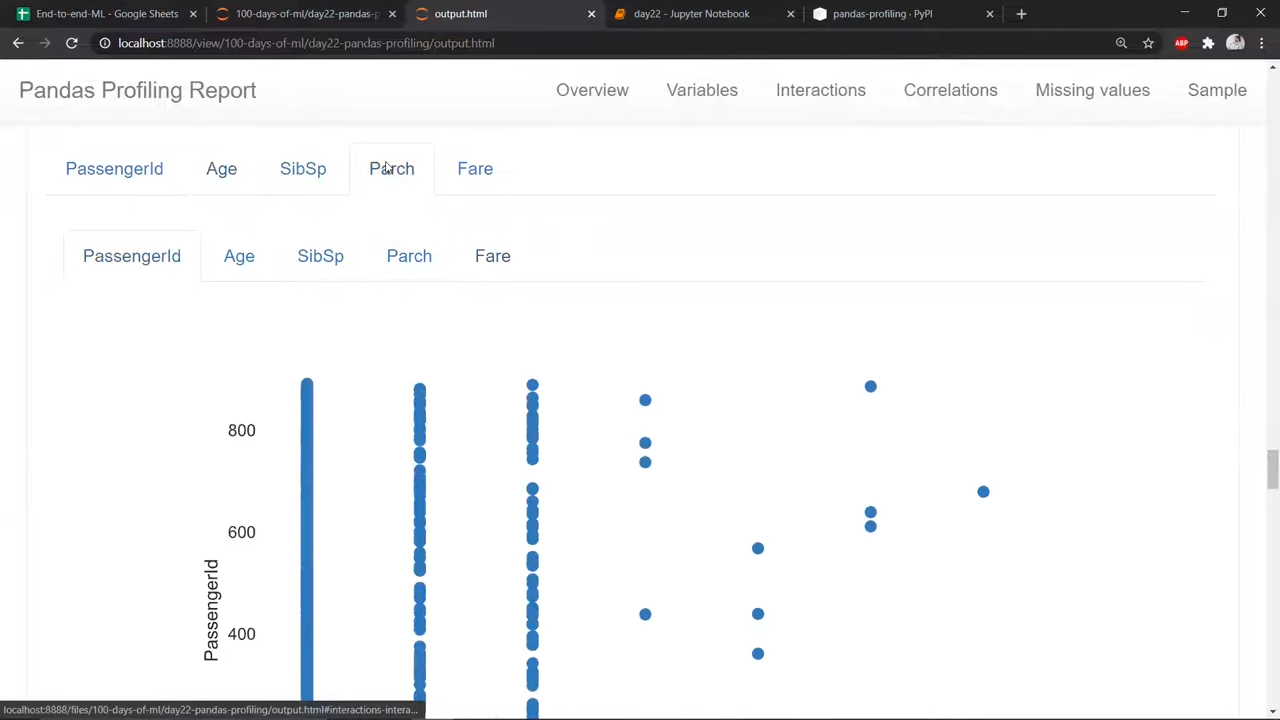 End-to-end-ML - Google Sheets
100-days-of-ml/day22-pandas-p
output.html
day22 - Jupyter Notebook
pandas-profiling · PyPI
localhost:8888/view/100-days-of-ml/day22-pandas-profiling/output.html
ABP
Pandas Profiling Report
Overview
Variables
Interactions
Correlations
Missing values
Sample
PassengerId
Age
SibSp
Parch
Fare
PassengerId
Age
SibSp
Parch
Fare
800
600
400
PassengerId
localhost:8888/files/100-days-of-ml/day22-pandas-profiling/output.html#interactions-intera...